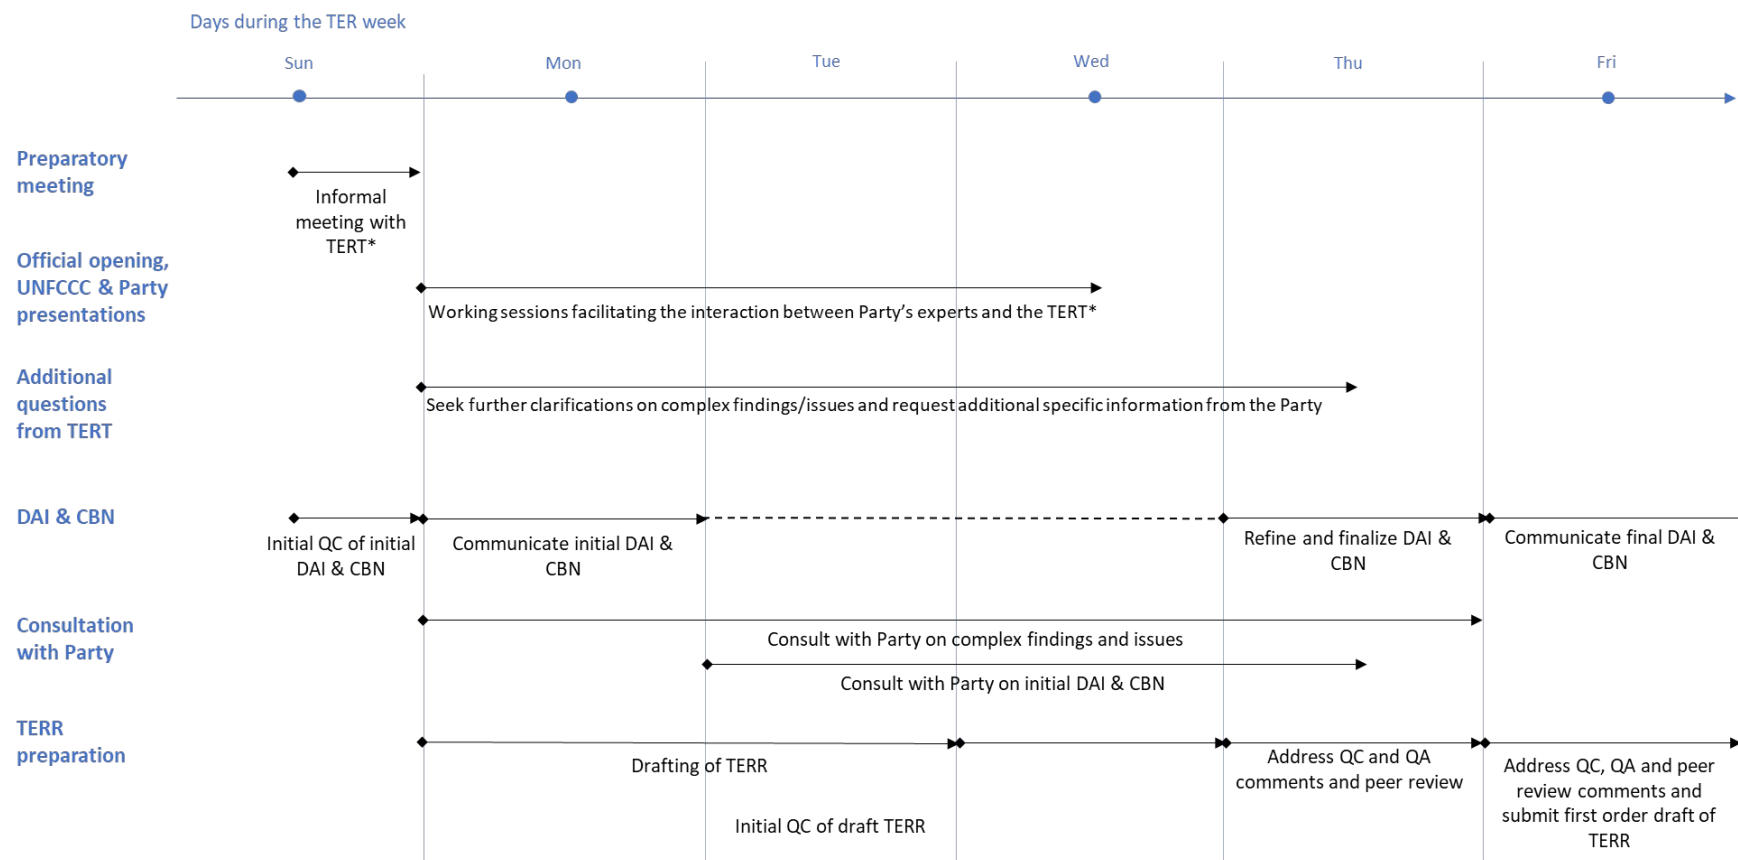 Days during the TER week
Sun
Mon
Tue
Wed
Thu
Fri
Preparatory
meeting
Informal
meeting with
TERT*
Official opening,
UNFCCC & Party
presentations
Working sessions facilitating the interaction between Party's experts and the TERT*
Additional
questions
from TERT
Seek further clarifications on complex findings/issues and request additional specific information from the Party
DAI & CBN
Initial QC of initial
DAI & CBN
Communicate initial DAI &
CBN
Refine and finalize DAI &
CBN
Communicate final DAI &
CBN
Consultation
with Party
Consult with Party on complex findings and issues
Consult with Party on initial DAI & CBN
TERR
preparation
Drafting of TERR
Initial QC of draft TERR
Address QC and QA
comments and peer review
Address QC, QA and peer
review comments and
submit first order draft of
TERR